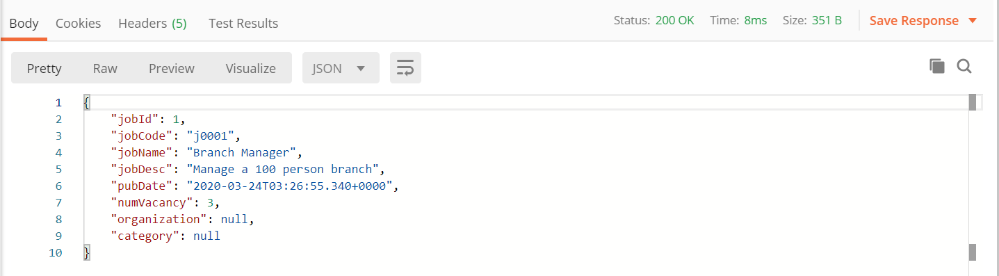 Body Cookies Headers (5) Test Results Status: 200 OK Time: 8ms Size: 351 B Save Response
Pretty Raw Preview Visualize JSON
1 {
2 "jobId": 1,
3 "jobCode": "j0001",
4 "jobName": "Branch Manager",
5 "jobDesc": "Manage a 100 person branch",
6 "pubDate": "2020-03-24T03:26:55.340+0000",
7 "numVacancy": 3,
8 "organization": null,
9 "category": null
10 }